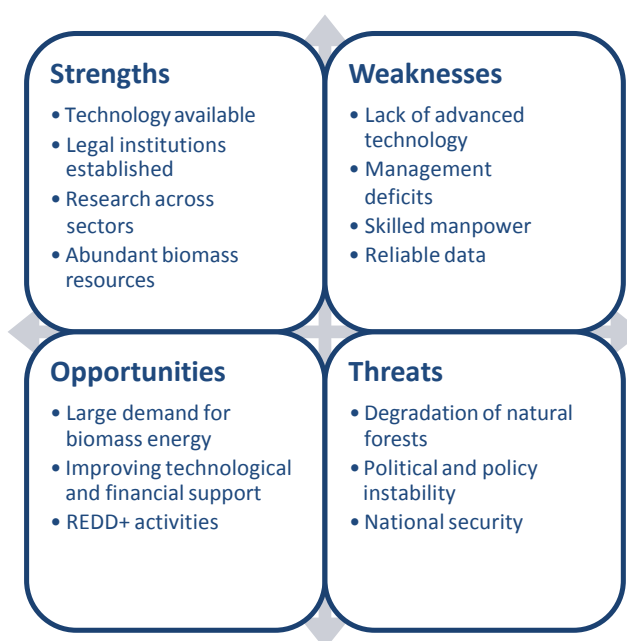 Strengths
• Technology available
• Legal institutions
established
• Research across
sectors
• Abundant biomass
resources
Weaknesses
• Lack of advanced
technology
• Management
deficits
• Skilled manpower
• Reliable data
Opportunities
• Large demand for
biomass energy
• Improving technological
and financial support
• REDD+ activities
Threats
• Degradation of natural
forests
• Political and policy
instability
• National security